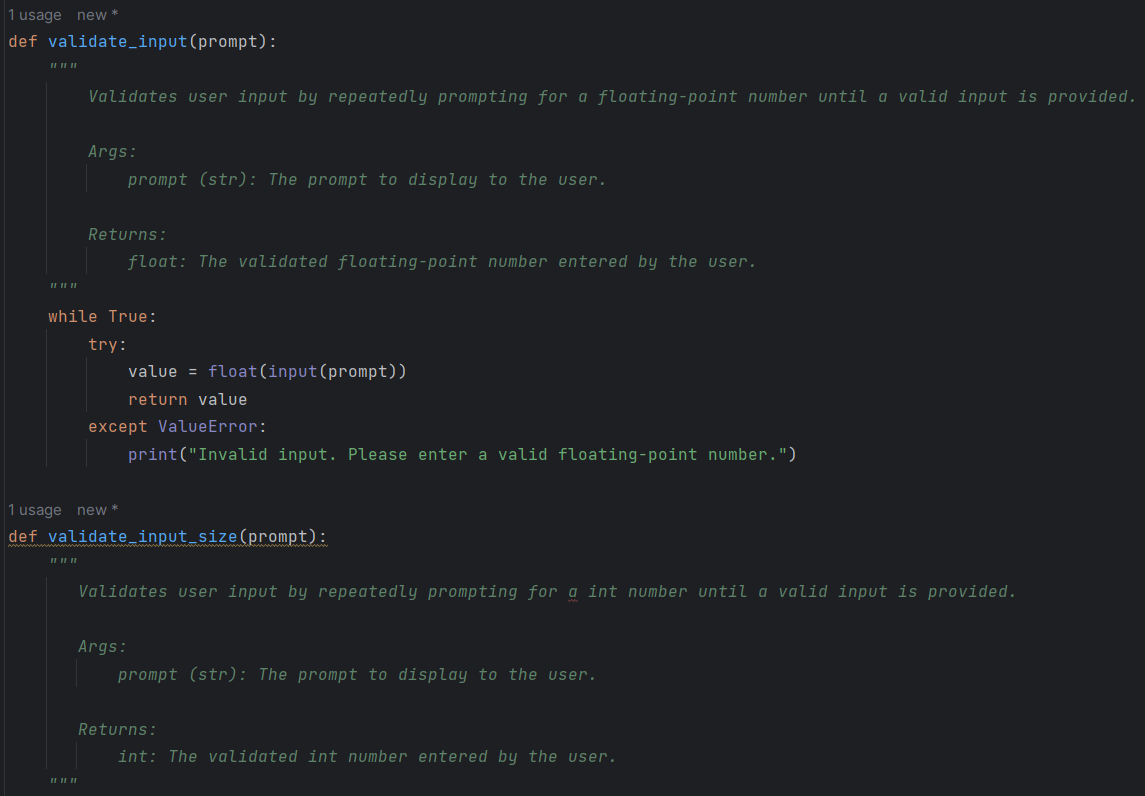 1 usage   new *
def validate_input(prompt):
    """
        Validates user input by repeatedly prompting for a floating-point number until a valid input is provided.

        Args:
            prompt (str): The prompt to display to the user.

        Returns:
            float: The validated floating-point number entered by the user.
    """
    while True:
        try:
            value = float(input(prompt))
            return value
        except ValueError:
            print("Invalid input. Please enter a valid floating-point number.")

1 usage   new *
def validate_input_size(prompt):
    """
       Validates user input by repeatedly prompting for a int number until a valid input is provided.

       Args:
           prompt (str): The prompt to display to the user.

       Returns:
           int: The validated int number entered by the user.
    """